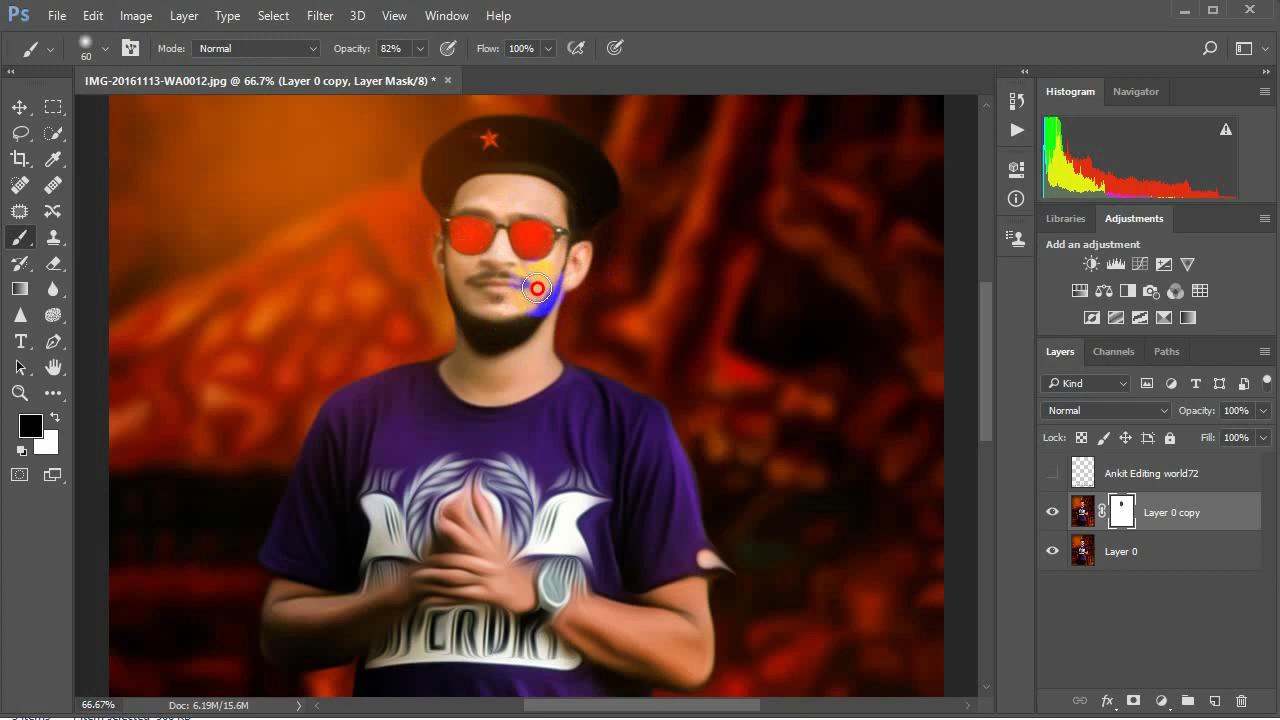 Ps File Edit Image Layer Type Select Filter 3D View Window Help
60 Mode: Normal Opacity: 82% Flow: 100%
IMG-20161113-WA0012.jpg @ 66.7% (Layer 0 copy, Layer Mask/8) *
Histogram Navigator
Libraries Adjustments
Add an adjustment
Layers Channels Paths
Kind
Normal Opacity: 100%
Lock: Fill: 100%
Ankit Editing world72
Layer 0 copy
Layer 0
66.67% Doc: 6.19M/15.6M